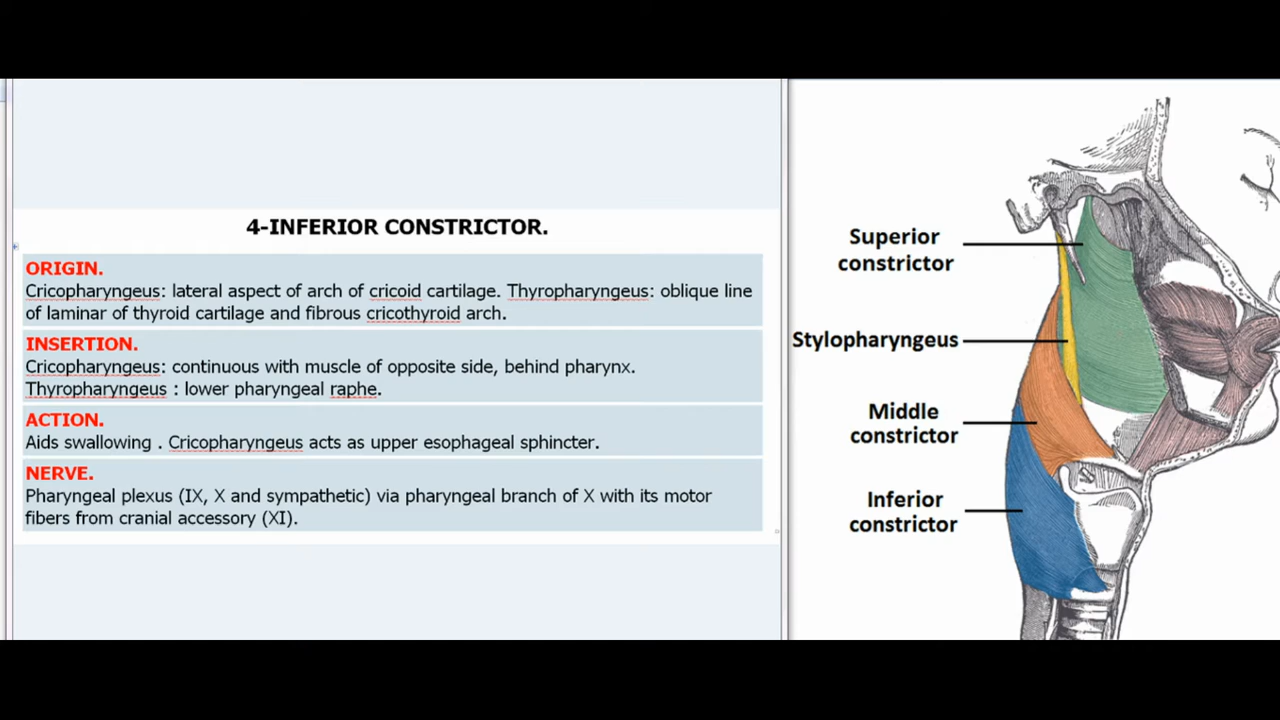 4-INFERIOR CONSTRICTOR.
ORIGIN.
Cricopharyngeus: lateral aspect of arch of cricoid cartilage. Thyropharyngeus: oblique line
of laminar of thyroid cartilage and fibrous cricothyroid arch.
INSERTION.
Cricopharyngeus: continuous with muscle of opposite side, behind pharynx.
Thyropharyngeus : lower pharyngeal raphe.
ACTION.
Aids swallowing . Cricopharyngeus acts as upper esophageal sphincter.
NERVE.
Pharyngeal plexus (IX, X and sympathetic) via pharyngeal branch of X with its motor
fibers from cranial accessory (XI).
Superior
constrictor
Stylopharyngeus
Middle
constrictor
Inferior
constrictor